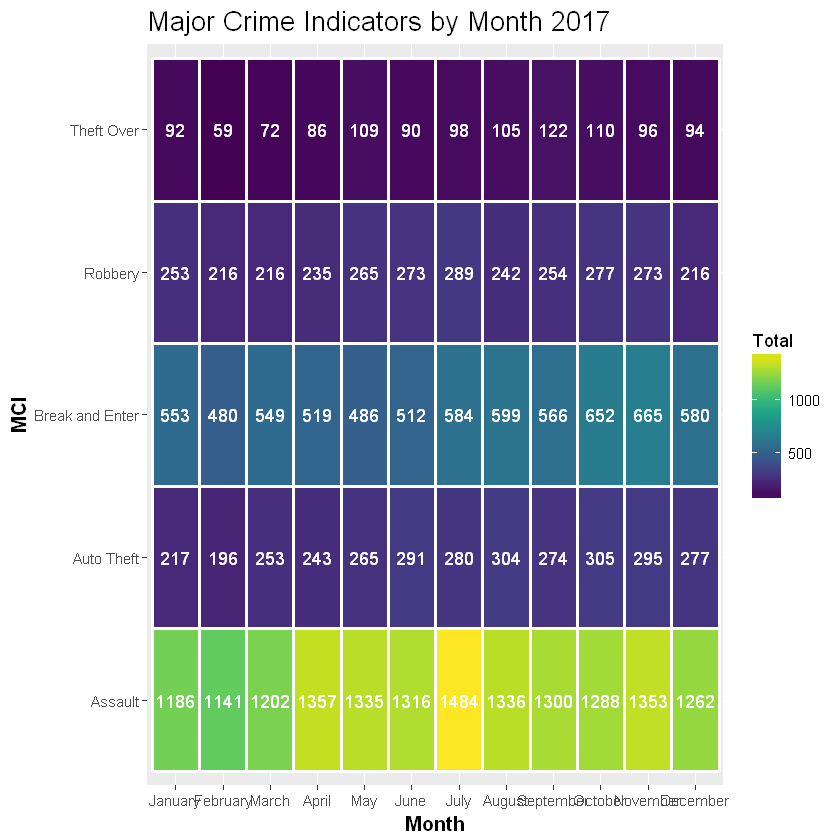 Major Crime Indicators by Month 2017
Theft Over 92 59 72 86 109 90 98 105 122 110 96 94
Robbery 253 216 216 235 265 273 289 242 254 277 273 216
Break and Enter 553 480 549 519 486 512 584 599 566 652 665 580
Auto Theft 217 196 253 243 265 291 280 304 274 305 295 277
Assault 1186 1141 1202 1357 1335 1316 1484 1336 1300 1288 1353 1262
January February March April May June July August September October November December
Month
MCI
Total
1000
500